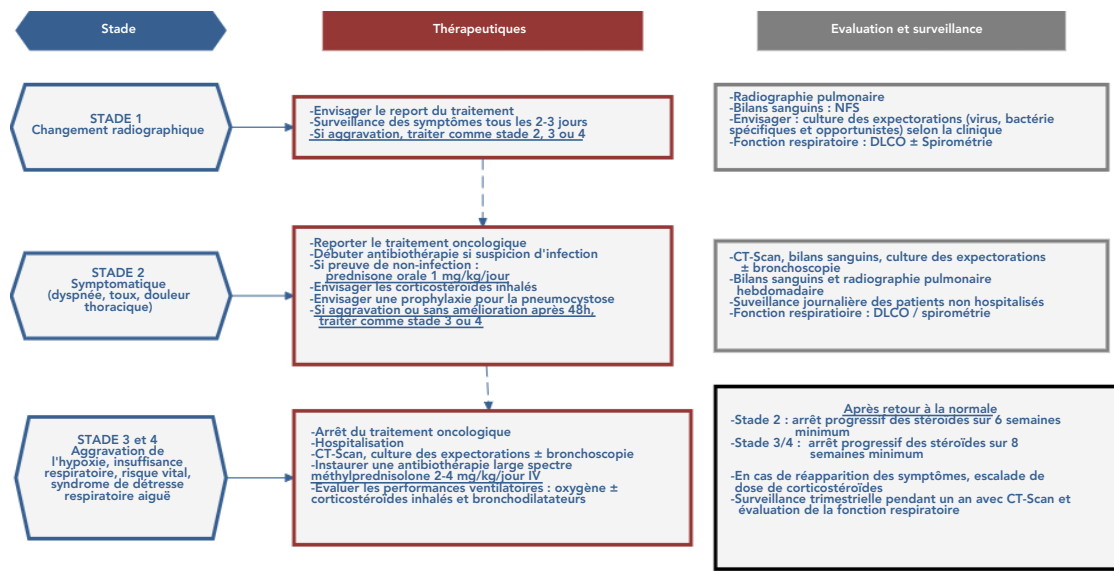 Stade
Thérapeutiques
Evaluation et surveillance
STADE 1
Changement radiographique
-Envisager le report du traitement
-Surveillance des symptômes tous les 2-3 jours
-Si aggravation, traiter comme stade 2, 3 ou 4
-Radiographie pulmonaire
-Bilans sanguins : NFS
-Envisager : culture des expectorations (virus, bactérie
spécifiques et opportunistes) selon la clinique
-Fonction respiratoire : DLCO ± Spirométrie
STADE 2
Symptomatique
(dyspnée, toux, douleur
thoracique)
-Reporter le traitement oncologique
-Débuter antibiothérapie si suspicion d'infection
-Si preuve de non-infection :
prednisone orale 1 mg/kg/jour
-Envisager les corticostéroides inhalés
-Envisager une prophylaxie pour la pneumocystose
-Si aggravation ou sans amélioration après 48h,
traiter comme stade 3 ou 4
-CT-Scan, bilans sanguins, culture des expectorations
± bronchoscopie
-Bilans sanguins et radiographie pulmonaire
hebdomadaire
-Suveillance journalière des patients non hospitalisés
-Fonction respiratioire : DLCO / spirométrie
STADE 3 et 4
Aggravation de
l'hypoxie, insuffisance
respiratoire, risque vital,
syndrome de détresse
respiratoire aiguë
-Arrêt du traitement oncologique
-Hospitalisation
-CT-Scan, culture des expectorations ± bronchoscopie
-Instaurer une antibiothérapie large spectre
méthylprednisolone 2-4 mg/kg/jour IV
-Evaluer les performances ventilatoires : oxygène ±
corticostéroides inhalés et bronchodilatateurs
Après retour à la normale
-Stade 2 : arrêt progressif des stéroides sur 6 semaines
minimum
-Stade 3/4 : arrêt progressif des stéroïdes sur 8
semaines minimum
-En cas de réapparition des symptômes, escalade de
dose de corticostéroïdes
-Surveillance trimestrielle pendant un an avec CT-Scan et
évaluation de la fonction respiratoire